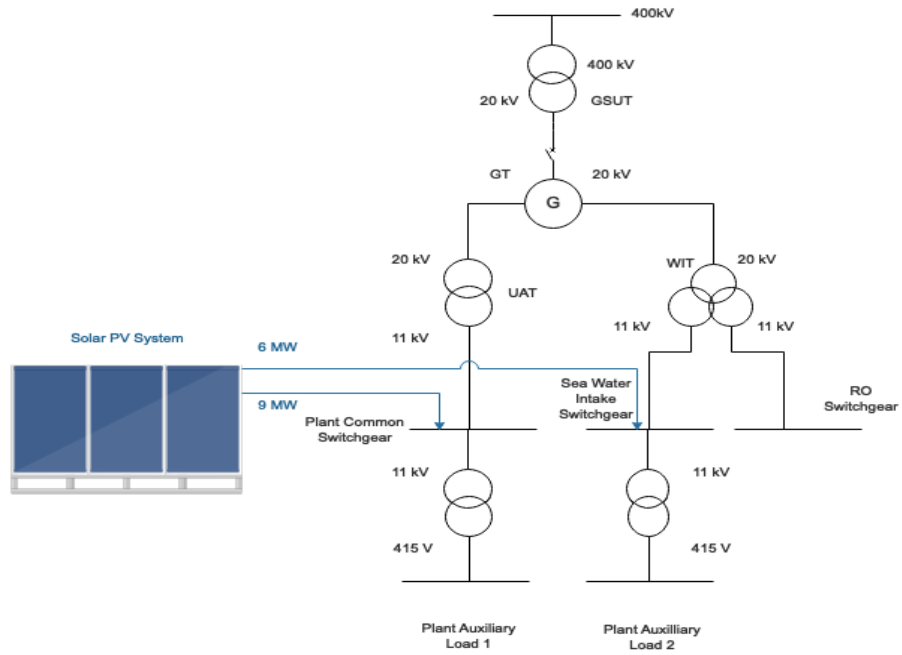 400kV
400 kV
20 kV
GSUT
GT
20 kV
G
20 kV
UAT
11 kV
WIT
20 kV
11 kV
11 kV
Solar PV System
6 MW
9 MW
Plant Common
Switchgear
Sea Water
Intake
Switchgear
RO
Switchgear
11 kV
11 kV
415 V
415 V
Plant Auxiliary
Load 1
Plant Auxilliary
Load 2